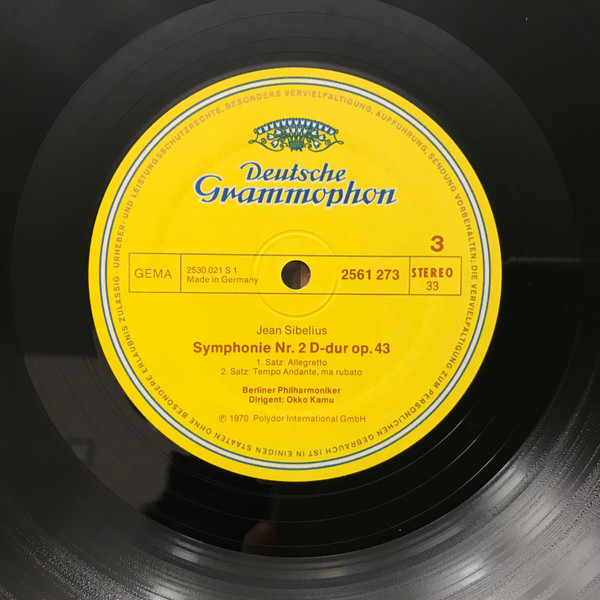 Deutsche
Grammophon
3
GEMA
2530 021 S 1
Made in Germany
2561 273
STEREO
33
Jean Sibelius
Symphonie Nr. 2 D-dur op. 43
1. Satz: Allegretto
2. Satz: Tempo Andante, ma rubato
Berliner Philharmoniker
Dirigent: Okko Kamu
℗ 1970 Polydor International GmbH
URHEBER- UND LEISTUNGSSCHUTZRECHTE, BESONDERS VERVIELFÄLTIGUNG, AUFFÜHRUNG, SENDUNG VORBEHALTEN: DIE VERVIELFÄLTIGUNG ZUM PERSÖNLICHEN GEBRAUCH IST IN EINIGEN STAATEN OHNE BESONDERE ERLAUBNIS ZULÄSSIG